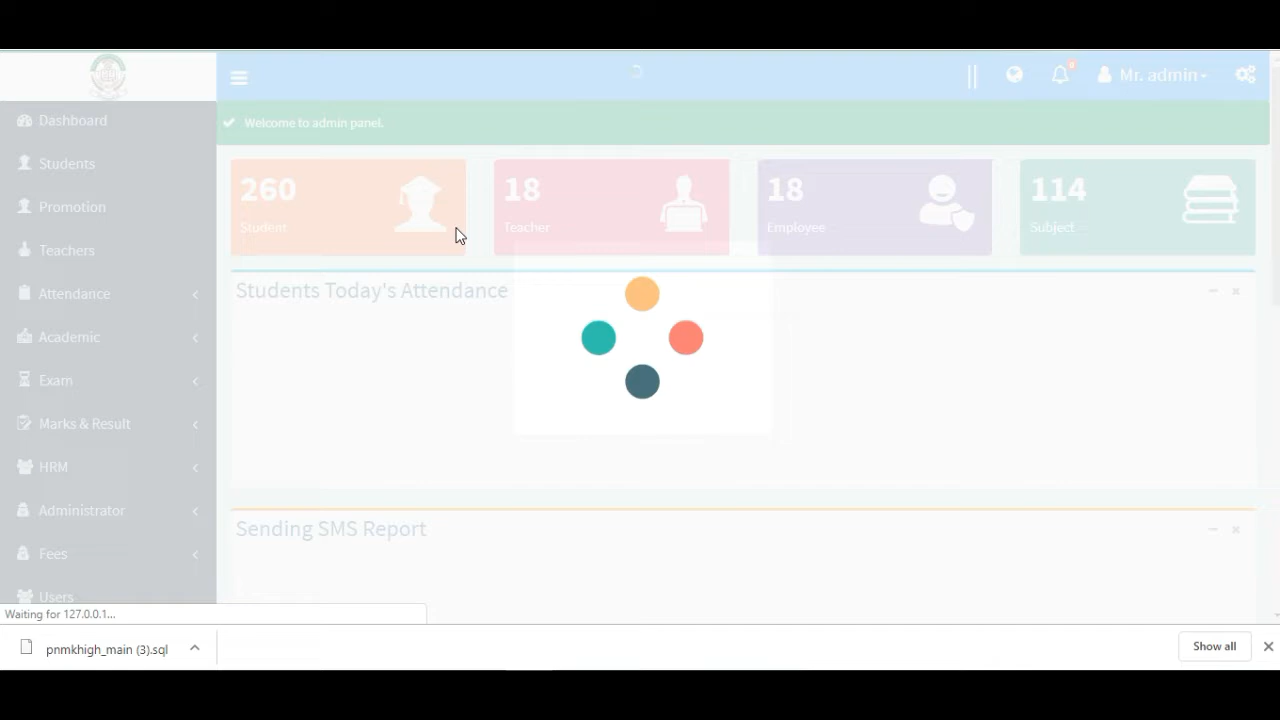 Mr. admin
Welcome to admin panel.
Dashboard
Students
Promotion
Teachers
Attendance
Academic
Exam
Marks & Result
HRM
Administrator
Fees
Users
260
Student
18
Teacher
18
Employee
114
Subject
Students Today's Attendance
Sending SMS Report
Waiting for 127.0.0.1...
pnmkhigh_main (3).sql
Show all